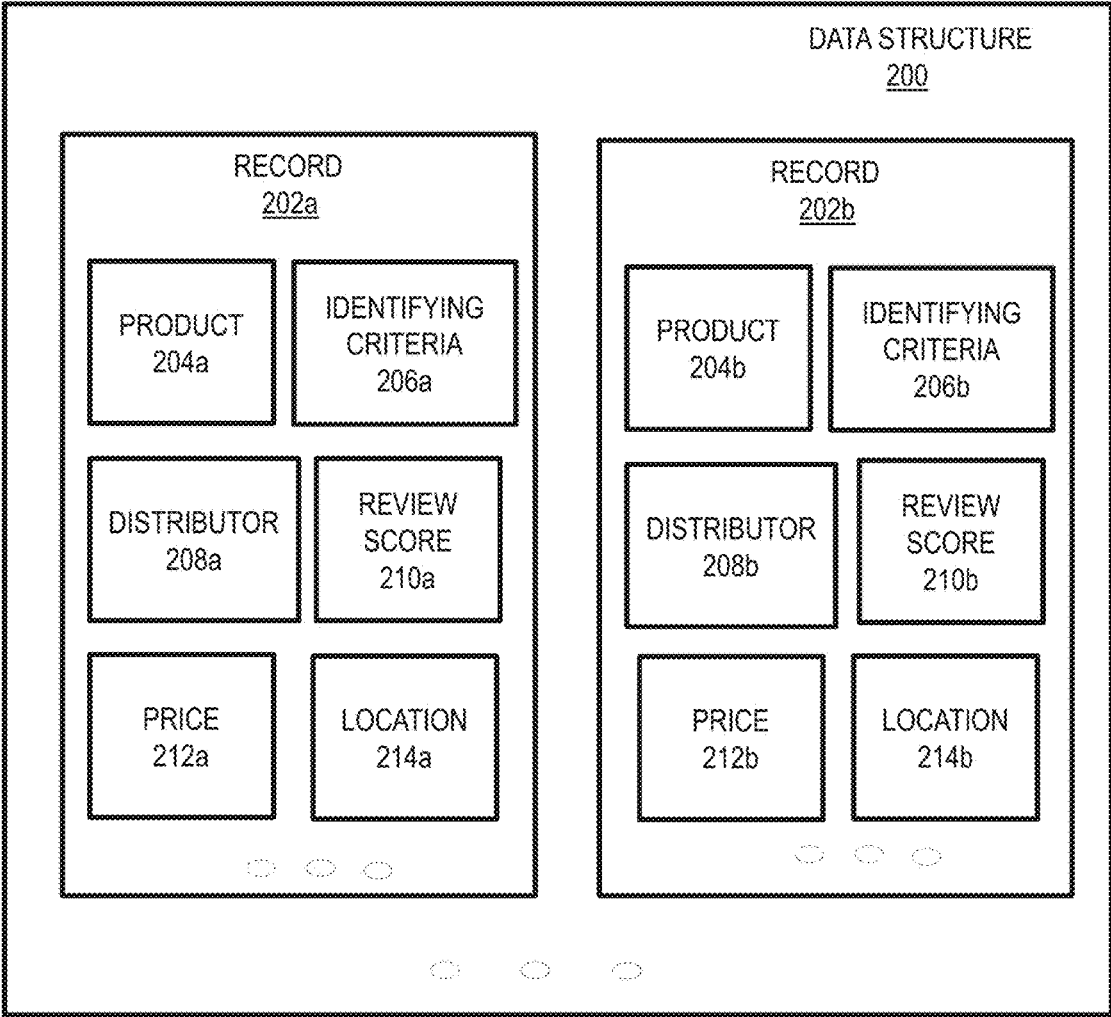 DATA STRUCTURE
200
RECORD
202a
PRODUCT
204a
IDENTIFYING
CRITERIA
206a
DISTRIBUTOR
208a
REVIEW
SCORE
210a
PRICE
212a
LOCATION
214a
RECORD
202b
PRODUCT
204b
IDENTIFYING
CRITERIA
206b
DISTRIBUTOR
208b
REVIEW
SCORE
210b
PRICE
212b
LOCATION
214b